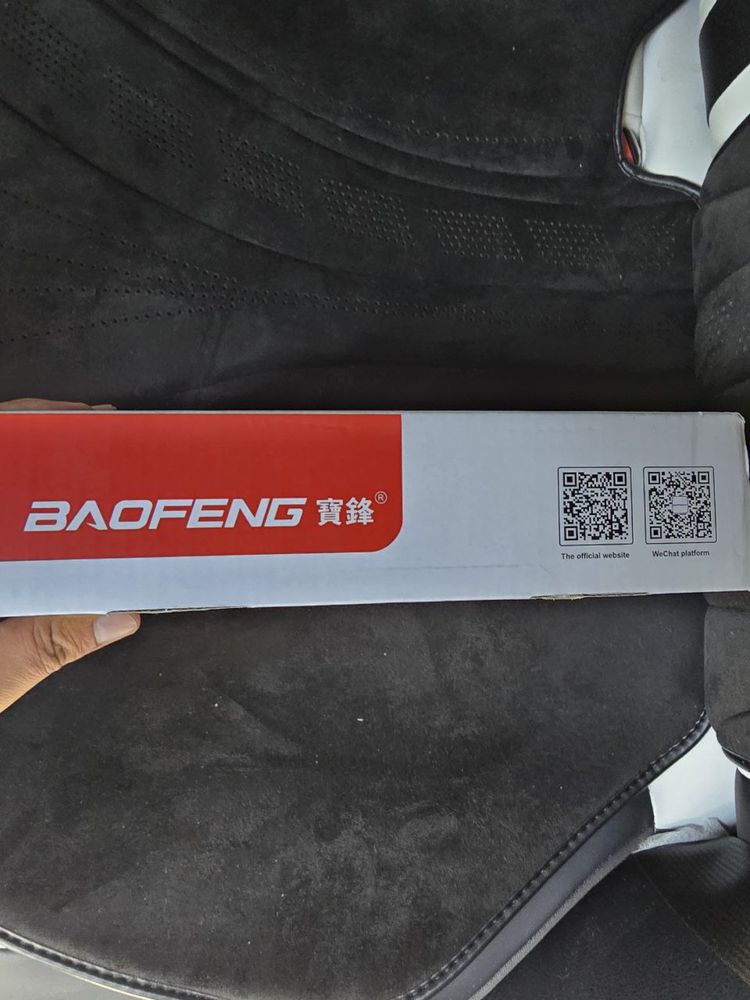 BAOFENG 寶鋒®
The official website
WeChat platform